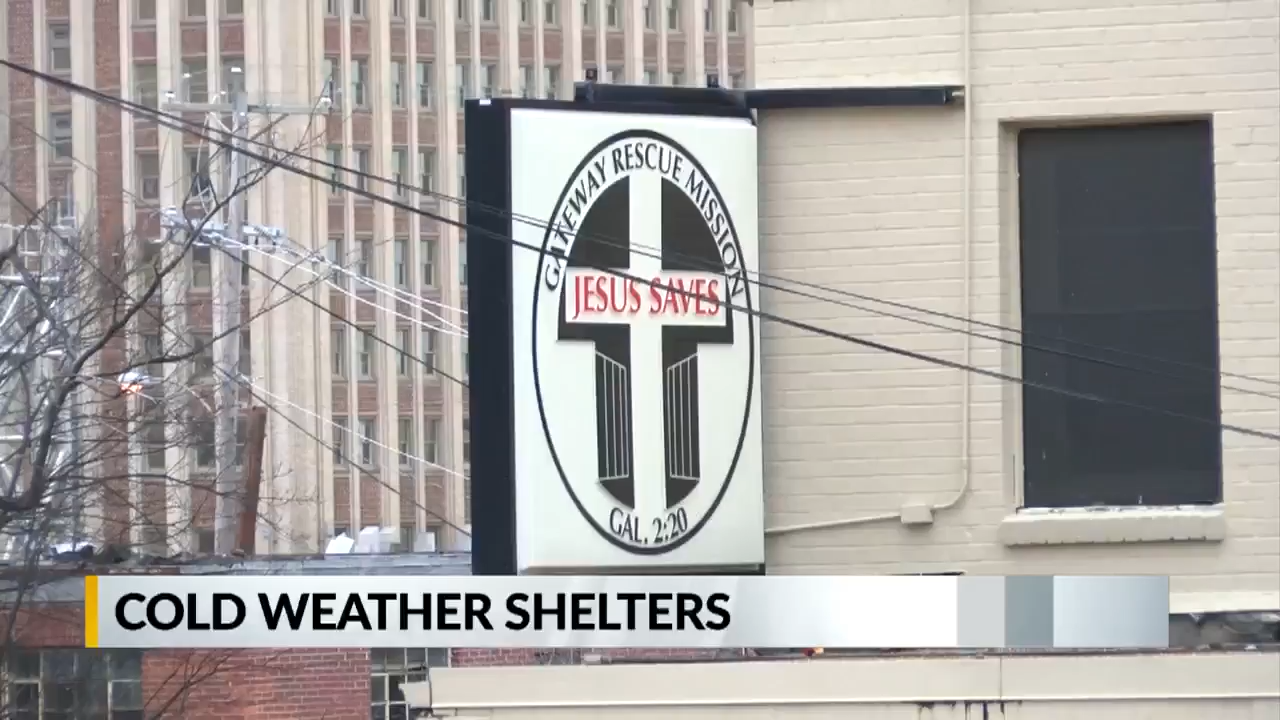 GATEWAY RESCUE MISSION
JESUS SAVES
GAL. 2:20
COLD WEATHER SHELTERS